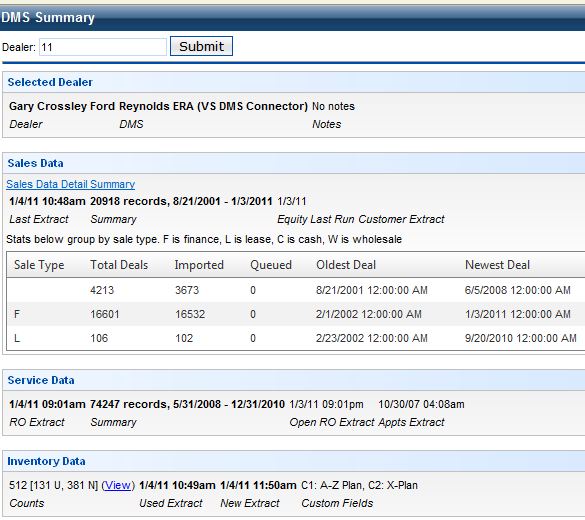 DMS Summary
Dealer: 11 Submit
Selected Dealer
Gary Crossley Ford Reynolds ERA (VS DMS Connector) No notes
Dealer DMS Notes
Sales Data
Sales Data Detail Summary
1/4/11 10:48am 20918 records, 8/21/2001 - 1/3/2011 1/3/11
Last Extract Summary Equity Last Run Customer Extract
Stats below group by sale type. F is finance, L is lease, C is cash, W is wholesale
Sale Type Total Deals Imported Queued Oldest Deal Newest Deal
4213 3673 0 8/21/2001 12:00:00 AM 6/5/2008 12:00:00 AM
F 16601 16532 0 2/1/2002 12:00:00 AM 1/3/2011 12:00:00 AM
L 106 102 0 2/23/2002 12:00:00 AM 9/20/2010 12:00:00 AM
Service Data
1/4/11 09:01am 74247 records, 5/31/2008 - 12/31/2010 1/3/11 09:01pm 10/30/07 04:08am
RO Extract Summary Open RO Extract Appts Extract
Inventory Data
512 [131 U, 381 N] (View) 1/4/11 10:49am 1/4/11 11:50am C1: A-Z Plan, C2: X-Plan
Counts Used Extract New Extract Custom Fields